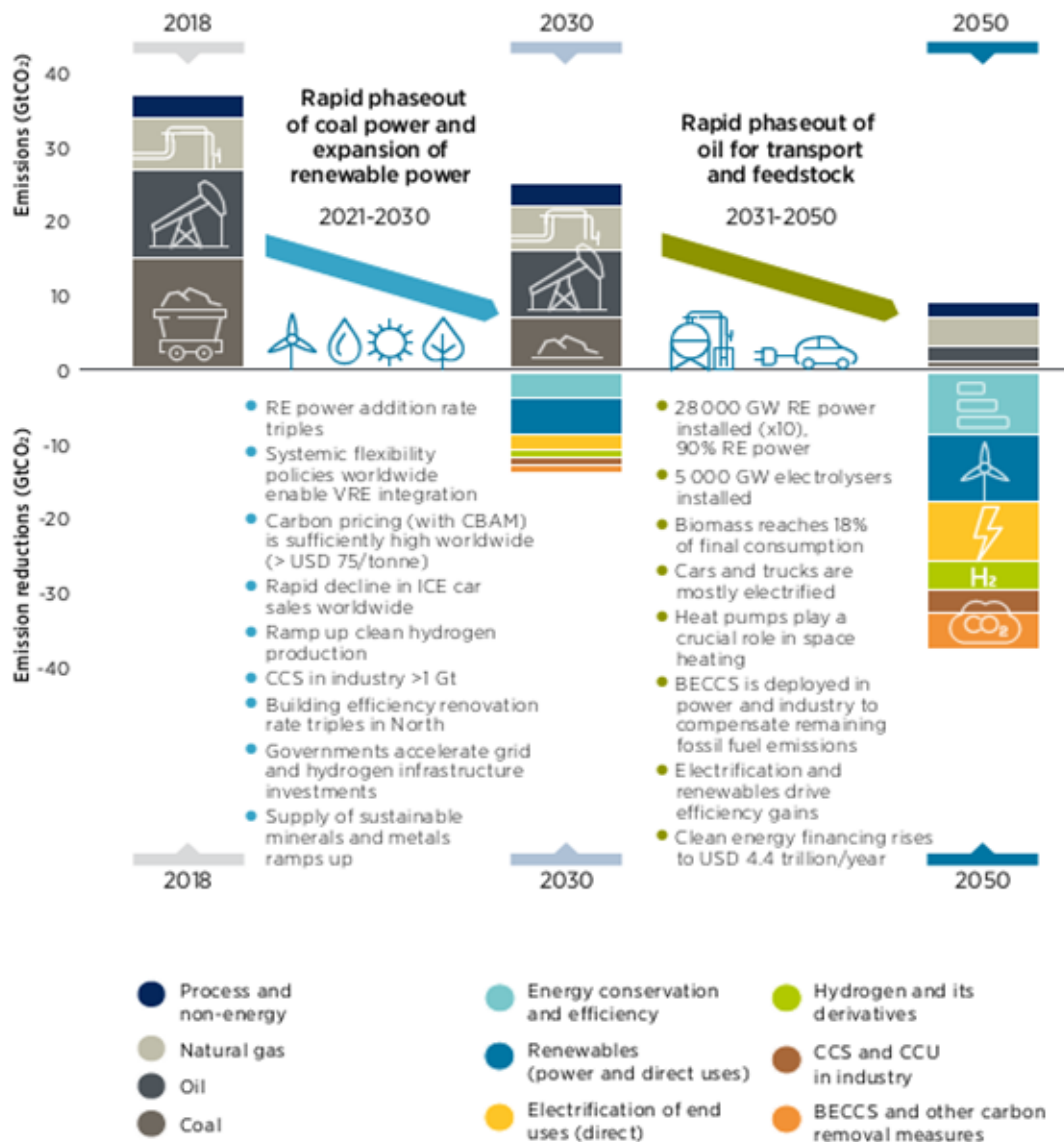 2018
2030
2050
Emissions (GtCO₂)
40
30
20
10
0
Rapid phaseout
of coal power and
expansion of
renewable power
2021-2030
Rapid phaseout of
oil for transport
and feedstock
2031-2050
Emission reductions (GtCO₂)
-10
-20
-30
-40
RE power addition rate
triples
Systemic flexibility
policies worldwide
enable VRE integration
Carbon pricing (with CBAM)
is sufficiently high worldwide
(> USD 75/tonne)
Rapid decline in ICE car
sales worldwide
Ramp up clean hydrogen
production
CCS in industry >1 Gt
Building efficiency renovation
rate triples in North
Governments accelerate grid
and hydrogen infrastructure
investments
Supply of sustainable
minerals and metals
ramps up
28 000 GW RE power
installed (x10),
90% RE power
5 000 GW electrolysers
installed
Biomass reaches 18%
of final consumption
Cars and trucks are
mostly electrified
Heat pumps play a
crucial role in space
heating
BECCS is deployed in
power and industry to
compensate remaining
fossil fuel emissions
Electrification and
renewables drive
efficiency gains
Clean energy financing rises
to USD 4.4 trillion/year
H₂
CO₂
2018
2030
2050
Process and
non-energy
Natural gas
Oil
Coal
Energy conservation
and efficiency
Renewables
(power and direct uses)
Electrification of end
uses (direct)
Hydrogen and its
derivatives
CCS and CCU
in industry
BECCS and other carbon
removal measures